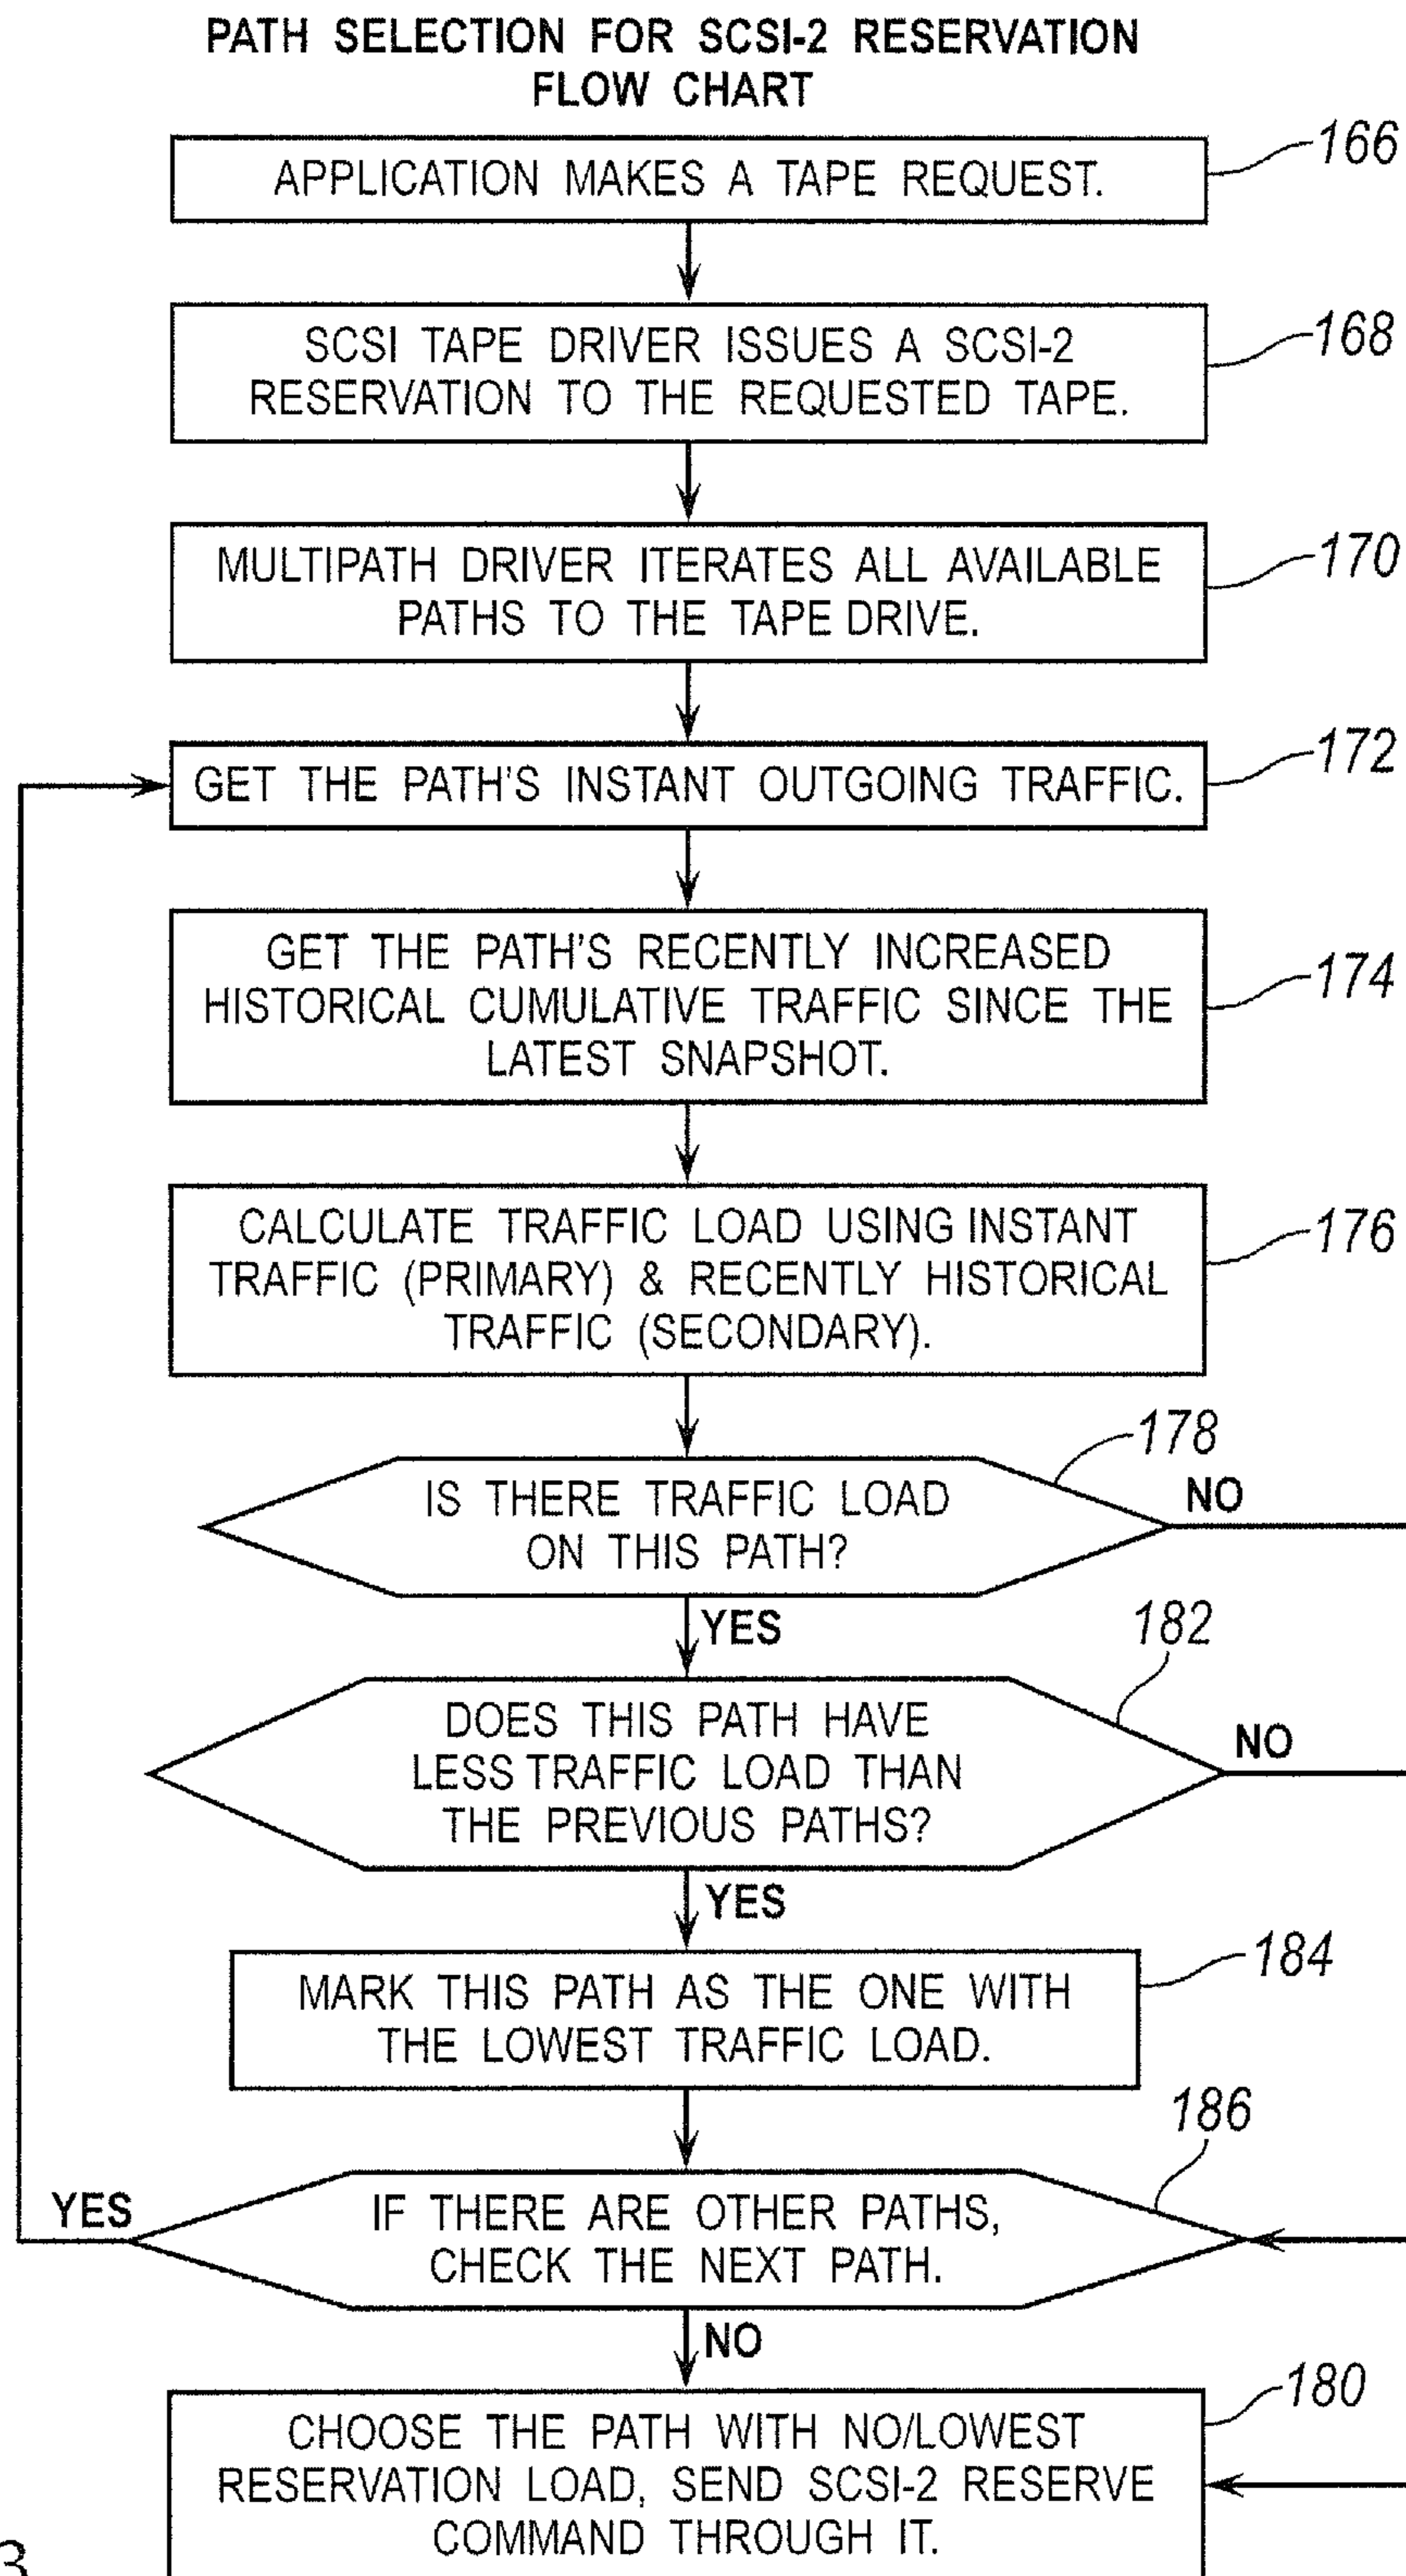 PATH SELECTION FOR SCSI-2 RESERVATION
FLOW CHART
APPLICATION MAKES A TAPE REQUEST.
166
SCSI TAPE DRIVER ISSUES A SCSI-2
RESERVATION TO THE REQUESTED TAPE.
168
MULTIPATH DRIVER ITERATES ALL AVAILABLE
PATHS TO THE TAPE DRIVE.
170
GET THE PATH'S INSTANT OUTGOING TRAFFIC.
172
GET THE PATH'S RECENTLY INCREASED
HISTORICAL CUMULATIVE TRAFFIC SINCE THE
LATEST SNAPSHOT.
174
CALCULATE TRAFFIC LOAD USING INSTANT
TRAFFIC (PRIMARY) & RECENTLY HISTORICAL
TRAFFIC (SECONDARY).
176
IS THERE TRAFFIC LOAD
ON THIS PATH?
178
NO
YES
DOES THIS PATH HAVE
LESS TRAFFIC LOAD THAN
THE PREVIOUS PATHS?
182
NO
YES
MARK THIS PATH AS THE ONE WITH
THE LOWEST TRAFFIC LOAD.
184
IF THERE ARE OTHER PATHS,
CHECK THE NEXT PATH.
186
YES
NO
CHOOSE THE PATH WITH NO/LOWEST
RESERVATION LOAD, SEND SCSI-2 RESERVE
COMMAND THROUGH IT.
180
3